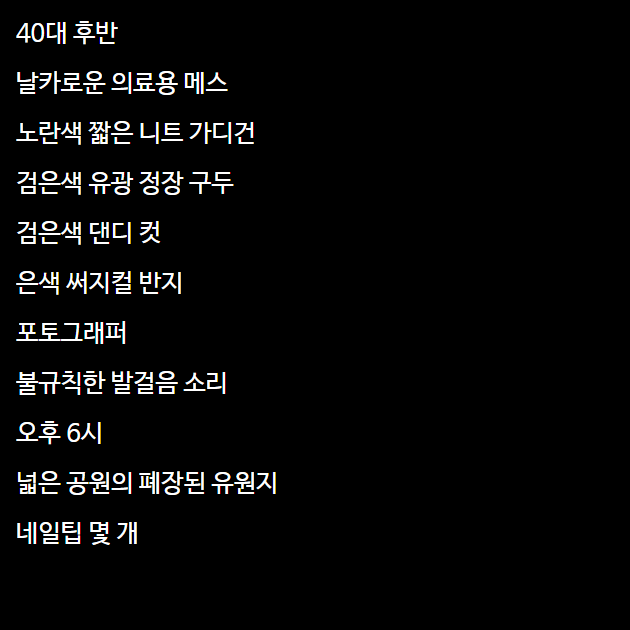 40대 후반
날카로운 의료용 메스
노란색 짧은 니트 가디건
검은색 유광 정장 구두
검은색 댄디 컷
은색 써지컬 반지
포토그래퍼
불규칙한 발걸음 소리
오후 6시
넓은 공원의 폐장된 유원지
네일팁 몇 개